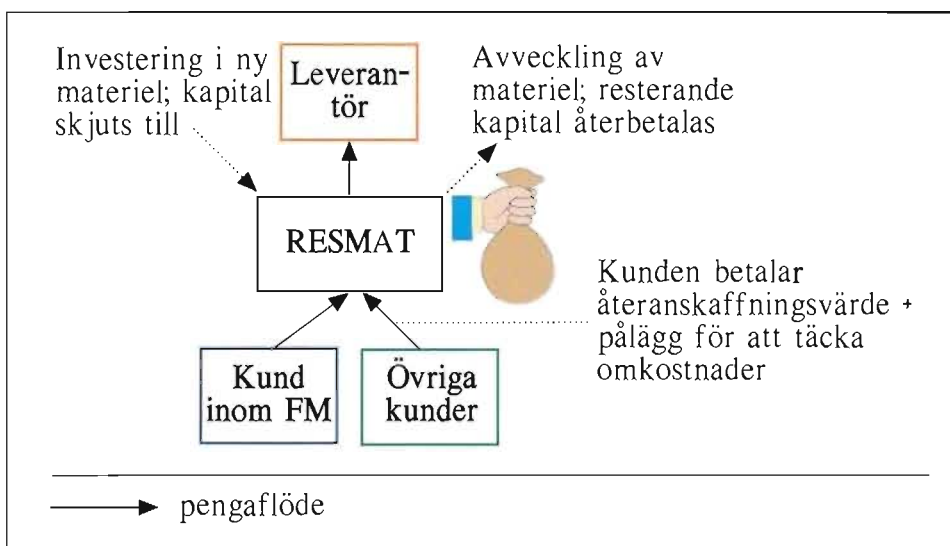 Investering i ny
materiel; kapital
skjuts till
Leveran-
tör
Avveckling av
materiel; resterande
kapital återbetalas
RESMAT
Kunden betalar
återanskaffningsvärde +
pålägg för att täcka
omkostnader
Kund
inom FM
Övriga
kunder
pengaflöde